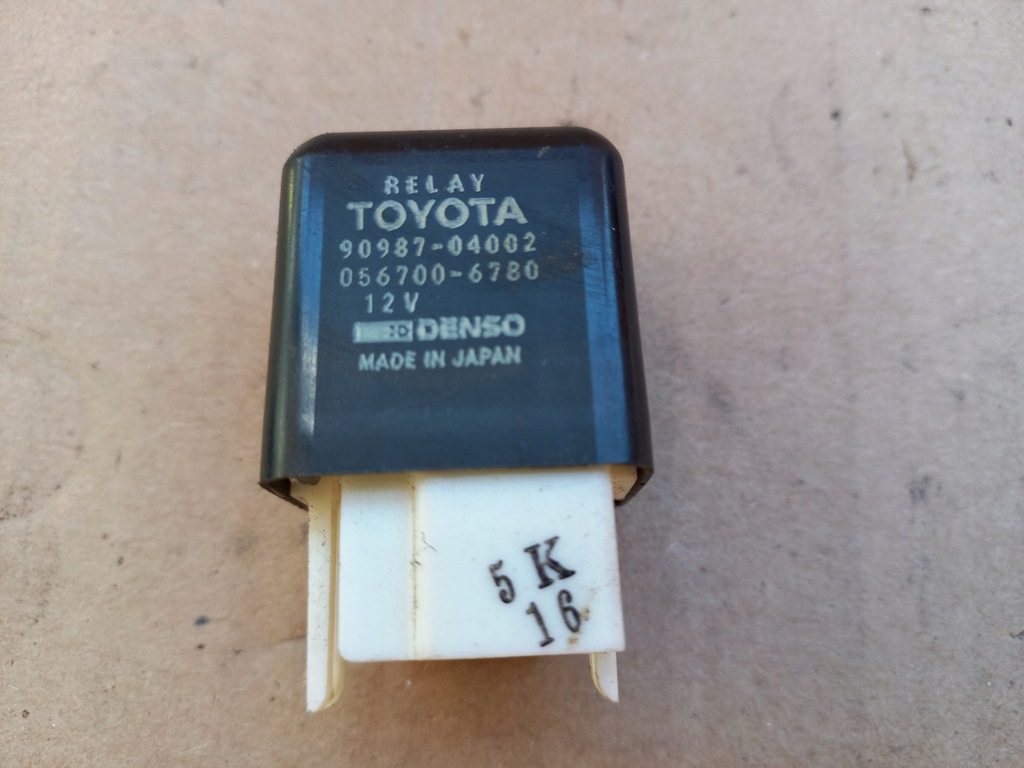 RELAY
TOYOTA
90987-04002
056700-6780
12V
DENSO
MADE IN JAPAN
5 K
16